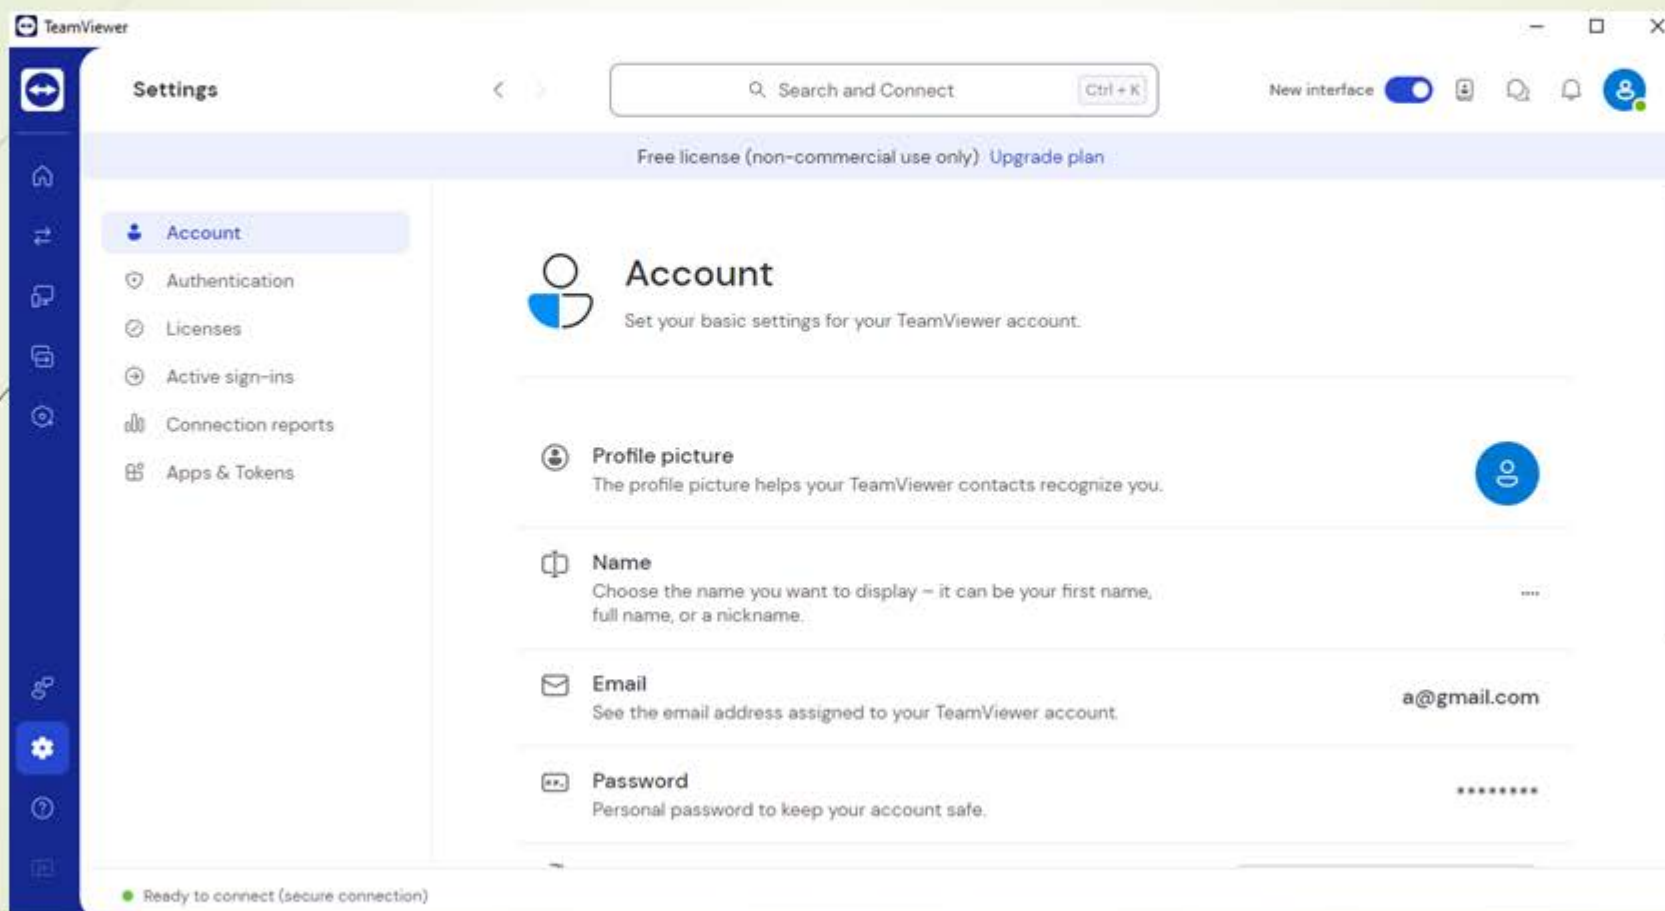 TeamViewer
Settings
Search and Connect
Ctrl + K
New interface
Free license (non-commercial use only) Upgrade plan
Account
Authentication
Licenses
Active sign-ins
Connection reports
Apps & Tokens
Account
Set your basic settings for your TeamViewer account.
Profile picture
The profile picture helps your TeamViewer contacts recognize you.
Name
Choose the name you want to display – it can be your first name,
full name, or a nickname.
Email
See the email address assigned to your TeamViewer account.
a@gmail.com
Password
Personal password to keep your account safe.
********
Ready to connect (secure connection)